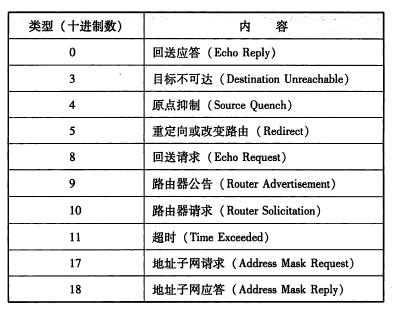 类型（十进制数） 内 容
0 回送应答（Echo Reply）
3 目标不可达（Destination Unreachable）
4 原点抑制（Source Quench）
5 重定向或改变路由（Redirect）
8 回送请求（Echo Request）
9 路由器公告（Router Advertisement）
10 路由器请求（Router Solicitation）
11 超时（Time Exceeded）
17 地址子网请求（Address Mask Request）
18 地址子网应答（Address Mask Reply）